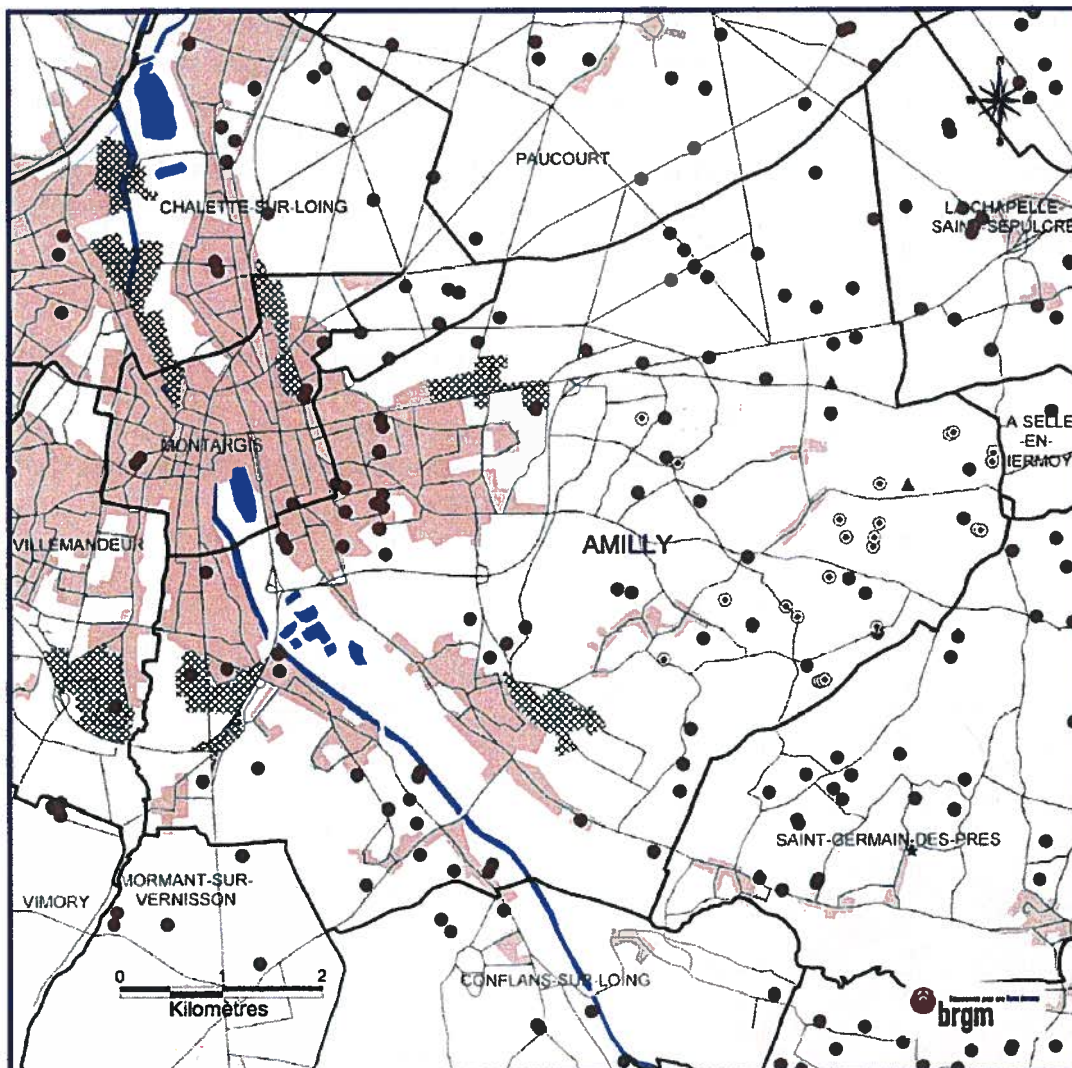 PAUCOURT
CHALETTE-SUR-LOING
LA CHAPELLE-
SAINT-SEPULCRE
MONTARGIS
LA SELLE
-EN-
IERMOY
VILLEMANDEUR
AMILLY
SAINT-GERMAIN-DES-PRES
MORMANT-SUR-
VERNISSON
VIMORY
CONFLANS-SUR-LOING
0 1 2
Kilomètres
brgm